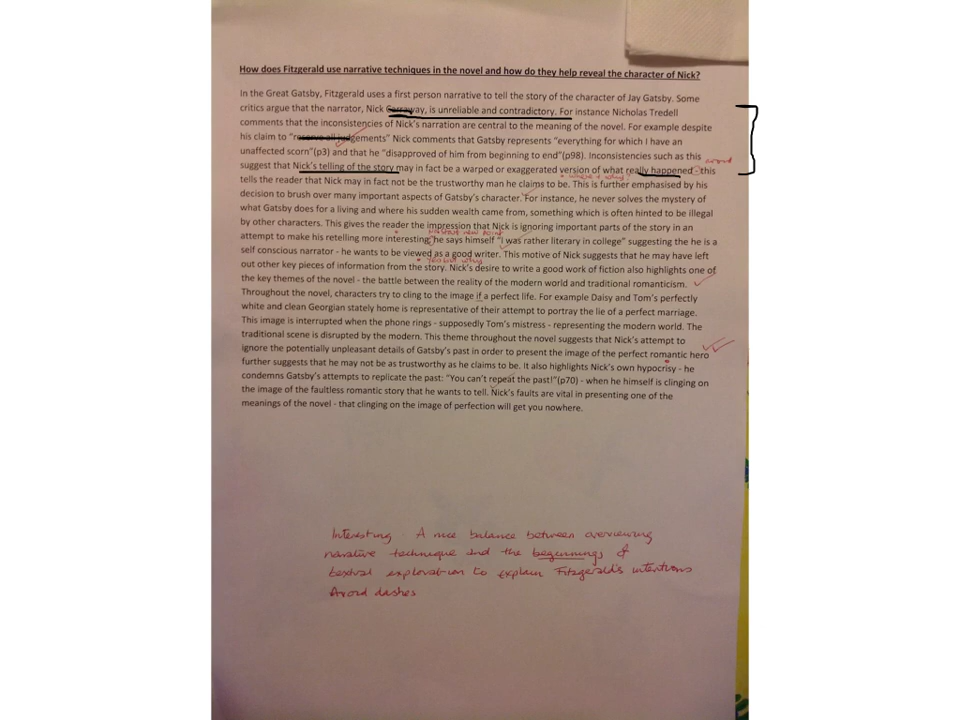 How does Fitzgerald use narrative techniques in the novel and how do they help reveal the character of Nick?
In the Great Gatsby, Fitzgerald uses a first person narrative to tell the story of the character of Jay Gatsby. Some
critics argue that the narrator, Nick Carraway, is unreliable and contradictory. For instance Nicholas Tredell
comments that the inconsistencies of Nick's narration are central to the meaning of the novel. For example despite
his claim to "reserve all judgements" Nick comments that Gatsby represents "everything for which I have an
unaffected scorn"(p3) and that he "disapproved of him from beginning to end"(p98). Inconsistencies such as this
avoid
suggest that Nick's telling of the story may in fact be a warped or exaggerated version of what really happened - this
where & why
tells the reader that Nick may in fact not be the trustworthy man he claims to be. This is further emphasised by his
decision to brush over many important aspects of Gatsby's character. For instance, he never solves the mystery of
what Gatsby does for a living and where his sudden wealth came from, something which is often hinted to be illegal
by other characters. This gives the reader the impression that Nick is ignoring important parts of the story in an
new point
attempt to make his retelling more interesting, he says himself "I was rather literary in college" suggesting the he is a
self conscious narrator - he wants to be viewed as a good writer. This motive of Nick suggests that he may have left
why
out other key pieces of information from the story. Nick's desire to write a good work of fiction also highlights one of
the key themes of the novel - the battle between the reality of the modern world and traditional romanticism.
Throughout the novel, characters try to cling to the image if a perfect life. For example Daisy and Tom's perfectly
white and clean Georgian stately home is representative of their attempt to portray the lie of a perfect marriage.
This image is interrupted when the phone rings - supposedly Tom's mistress - representing the modern world. The
traditional scene is disrupted by the modern. This theme throughout the novel suggests that Nick's attempt to
ignore the potentially unpleasant details of Gatsby's past in order to present the image of the perfect romantic hero
further suggests that he may not be as trustworthy as he claims to be. It also highlights Nick's own hypocrisy - he
condemns Gatsby's attempts to replicate the past: "You can't repeat the past!"(p70) - when he himself is clinging on
the image of the faultless romantic story that he wants to tell. Nick's faults are vital in presenting one of the
meanings of the novel - that clinging on the image of perfection will get you nowhere.
Interesting. A nice balance between overviewing
narrative technique and the beginnings of
textual exploration to explain Fitzgerald's intentions
Avoid dashes